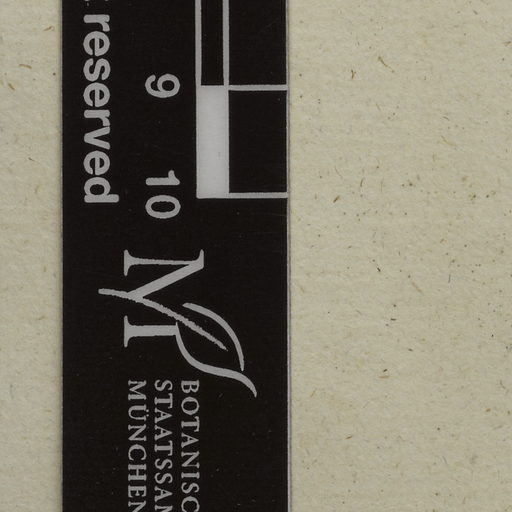 reserved
9
10
BOTANISC
STAATSSAM
MÜNCHEN